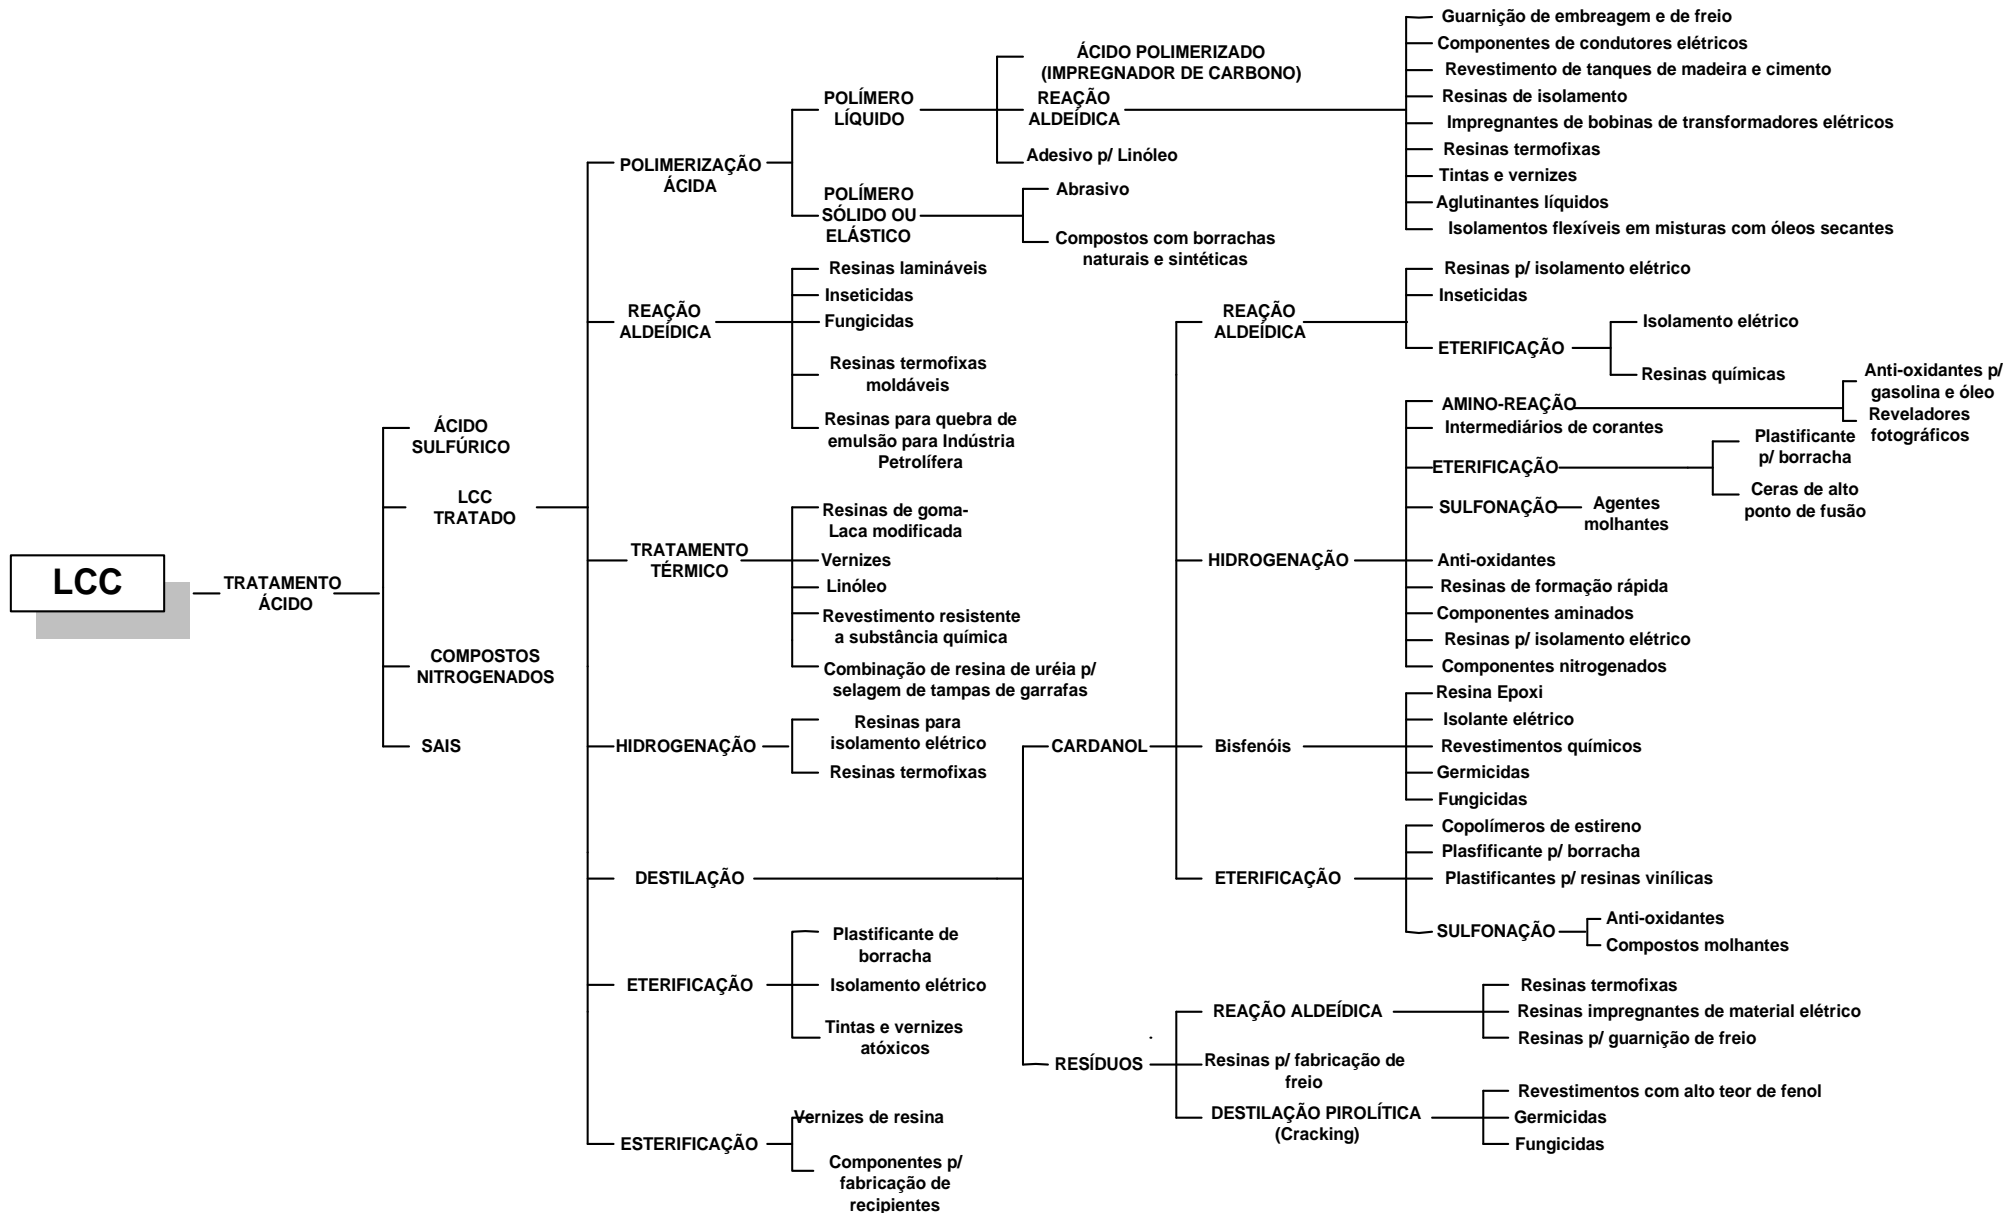 LCC
TRATAMENTO
ÁCIDO
ÁCIDO
SULFÚRICO
LCC
TRATADO
COMPOSTOS
NITROGENADOS
SAIS
POLIMERIZAÇÃO
ÁCIDA
POLÍMERO
LÍQUIDO
ÁCIDO POLIMERIZADO
(IMPREGNADOR DE CARBONO)
REAÇÃO
ALDEÍDICA
Guarnição de embreagem e de freio
Componentes de condutores elétricos
Revestimento de tanques de madeira e cimento
Resinas de isolamento
Impregnantes de bobinas de transformadores elétricos
Resinas termofixas
Tintas e vernizes
Aglutinantes líquidos
Isolamentos flexíveis em misturas com óleos secantes
Adesivo p/ Linóleo
POLÍMERO
SÓLIDO OU
ELÁSTICO
Abrasivo
Compostos com borrachas
naturais e sintéticas
REAÇÃO
ALDEÍDICA
Resinas lamináveis
Inseticidas
Fungicidas
Resinas termofixas
moldáveis
Resinas para quebra de
emulsão para Indústria
Petrolífera
TRATAMENTO
TÉRMICO
Resinas de goma-
Laca modificada
Vernizes
Linóleo
Revestimento resistente
a substância química
Combinação de resina de uréia p/
selagem de tampas de garrafas
HIDROGENAÇÃO
Resinas para
isolamento elétrico
Resinas termofixas
DESTILAÇÃO
CARDANOL
REAÇÃO
ALDEÍDICA
Resinas p/ isolamento elétrico
Inseticidas
ETERIFICAÇÃO
Isolamento elétrico
Resinas químicas
HIDROGENAÇÃO
AMINO-REAÇÃO
Anti-oxidantes p/
gasolina e óleo
Reveladores
fotográficos
Intermediários de corantes
ETERIFICAÇÃO
Plastificante
p/ borracha
Ceras de alto
ponto de fusão
SULFONAÇÃO
Agentes
molhantes
Anti-oxidantes
Resinas de formação rápida
Componentes aminados
Resinas p/ isolamento elétrico
Componentes nitrogenados
Bisfenóis
Resina Epoxi
Isolante elétrico
Revestimentos químicos
Germicidas
Fungicidas
ETERIFICAÇÃO
Copolímeros de estireno
Plasfificante p/ borracha
Plastificantes p/ resinas vinílicas
SULFONAÇÃO
Anti-oxidantes
Compostos molhantes
RESÍDUOS
REAÇÃO ALDEÍDICA
Resinas termofixas
Resinas impregnantes de material elétrico
Resinas p/ guarnição de freio
Resinas p/ fabricação de
freio
DESTILAÇÃO PIROLÍTICA
(Cracking)
Revestimentos com alto teor de fenol
Germicidas
Fungicidas
ETERIFICAÇÃO
Plastificante de
borracha
Isolamento elétrico
Tintas e vernizes
atóxicos
ESTERIFICAÇÃO
Vernizes de resina
Componentes p/
fabricação de
recipientes